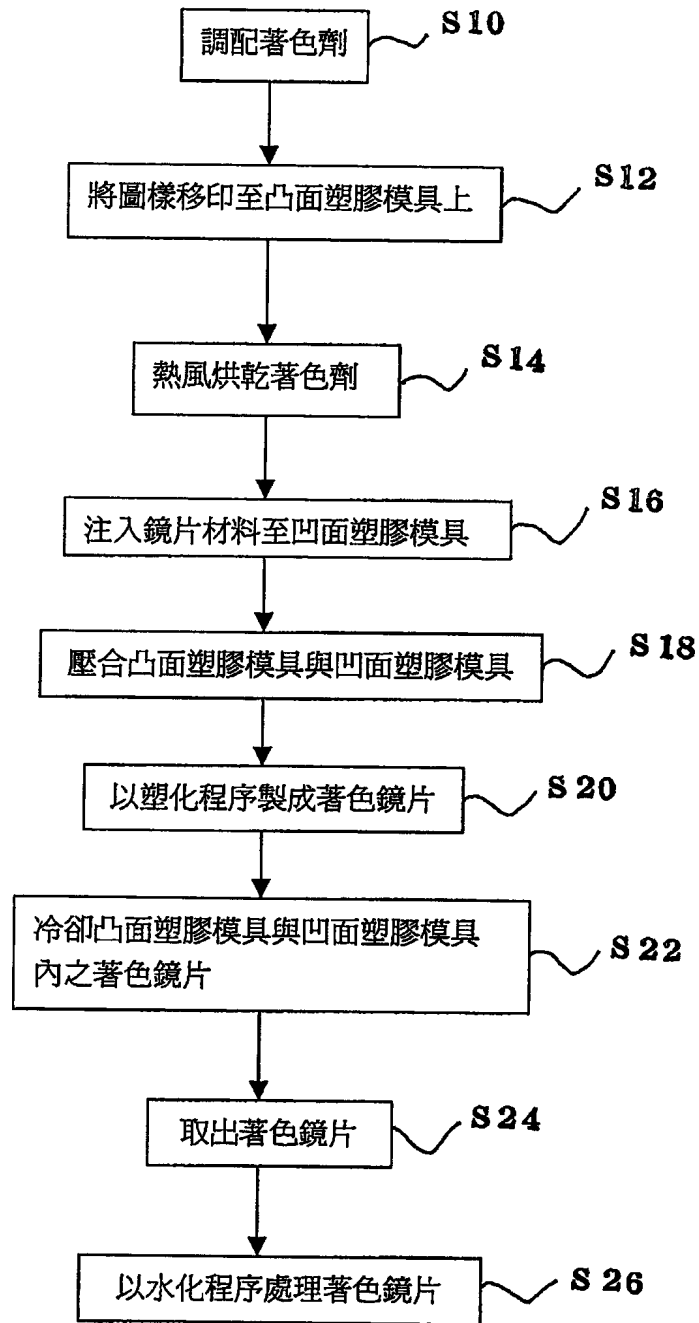 調配著色劑
S10
將圖樣移印至凸面塑膠模具上
S12
熱風烘乾著色劑
S14
注入鏡片材料至凹面塑膠模具
S16
壓合凸面塑膠模具與凹面塑膠模具
S18
以塑化程序製成著色鏡片
S20
冷卻凸面塑膠模具與凹面塑膠模具
內之著色鏡片
S22
取出著色鏡片
S24
以水化程序處理著色鏡片
S26